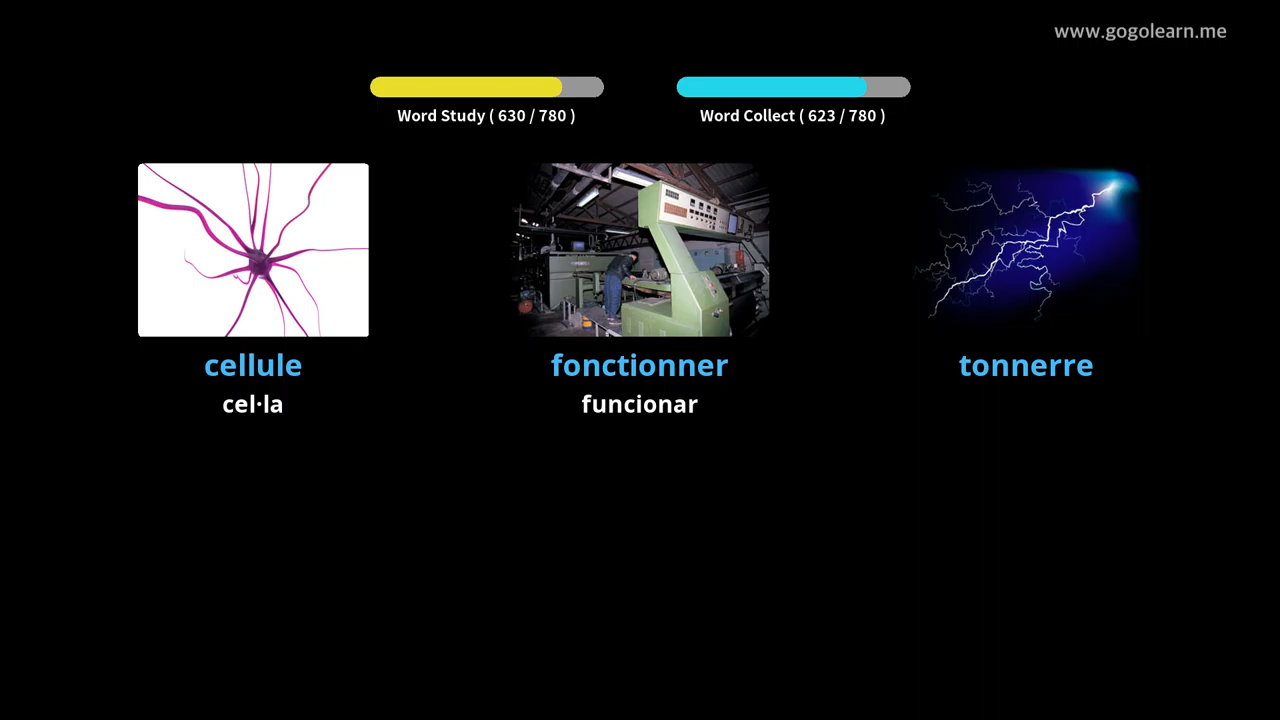 www.gogolearn.me
Word Study ( 630 / 780 )
Word Collect ( 623 / 780 )
cellule
fonctionner
tonnerre
cel·la
funcionar